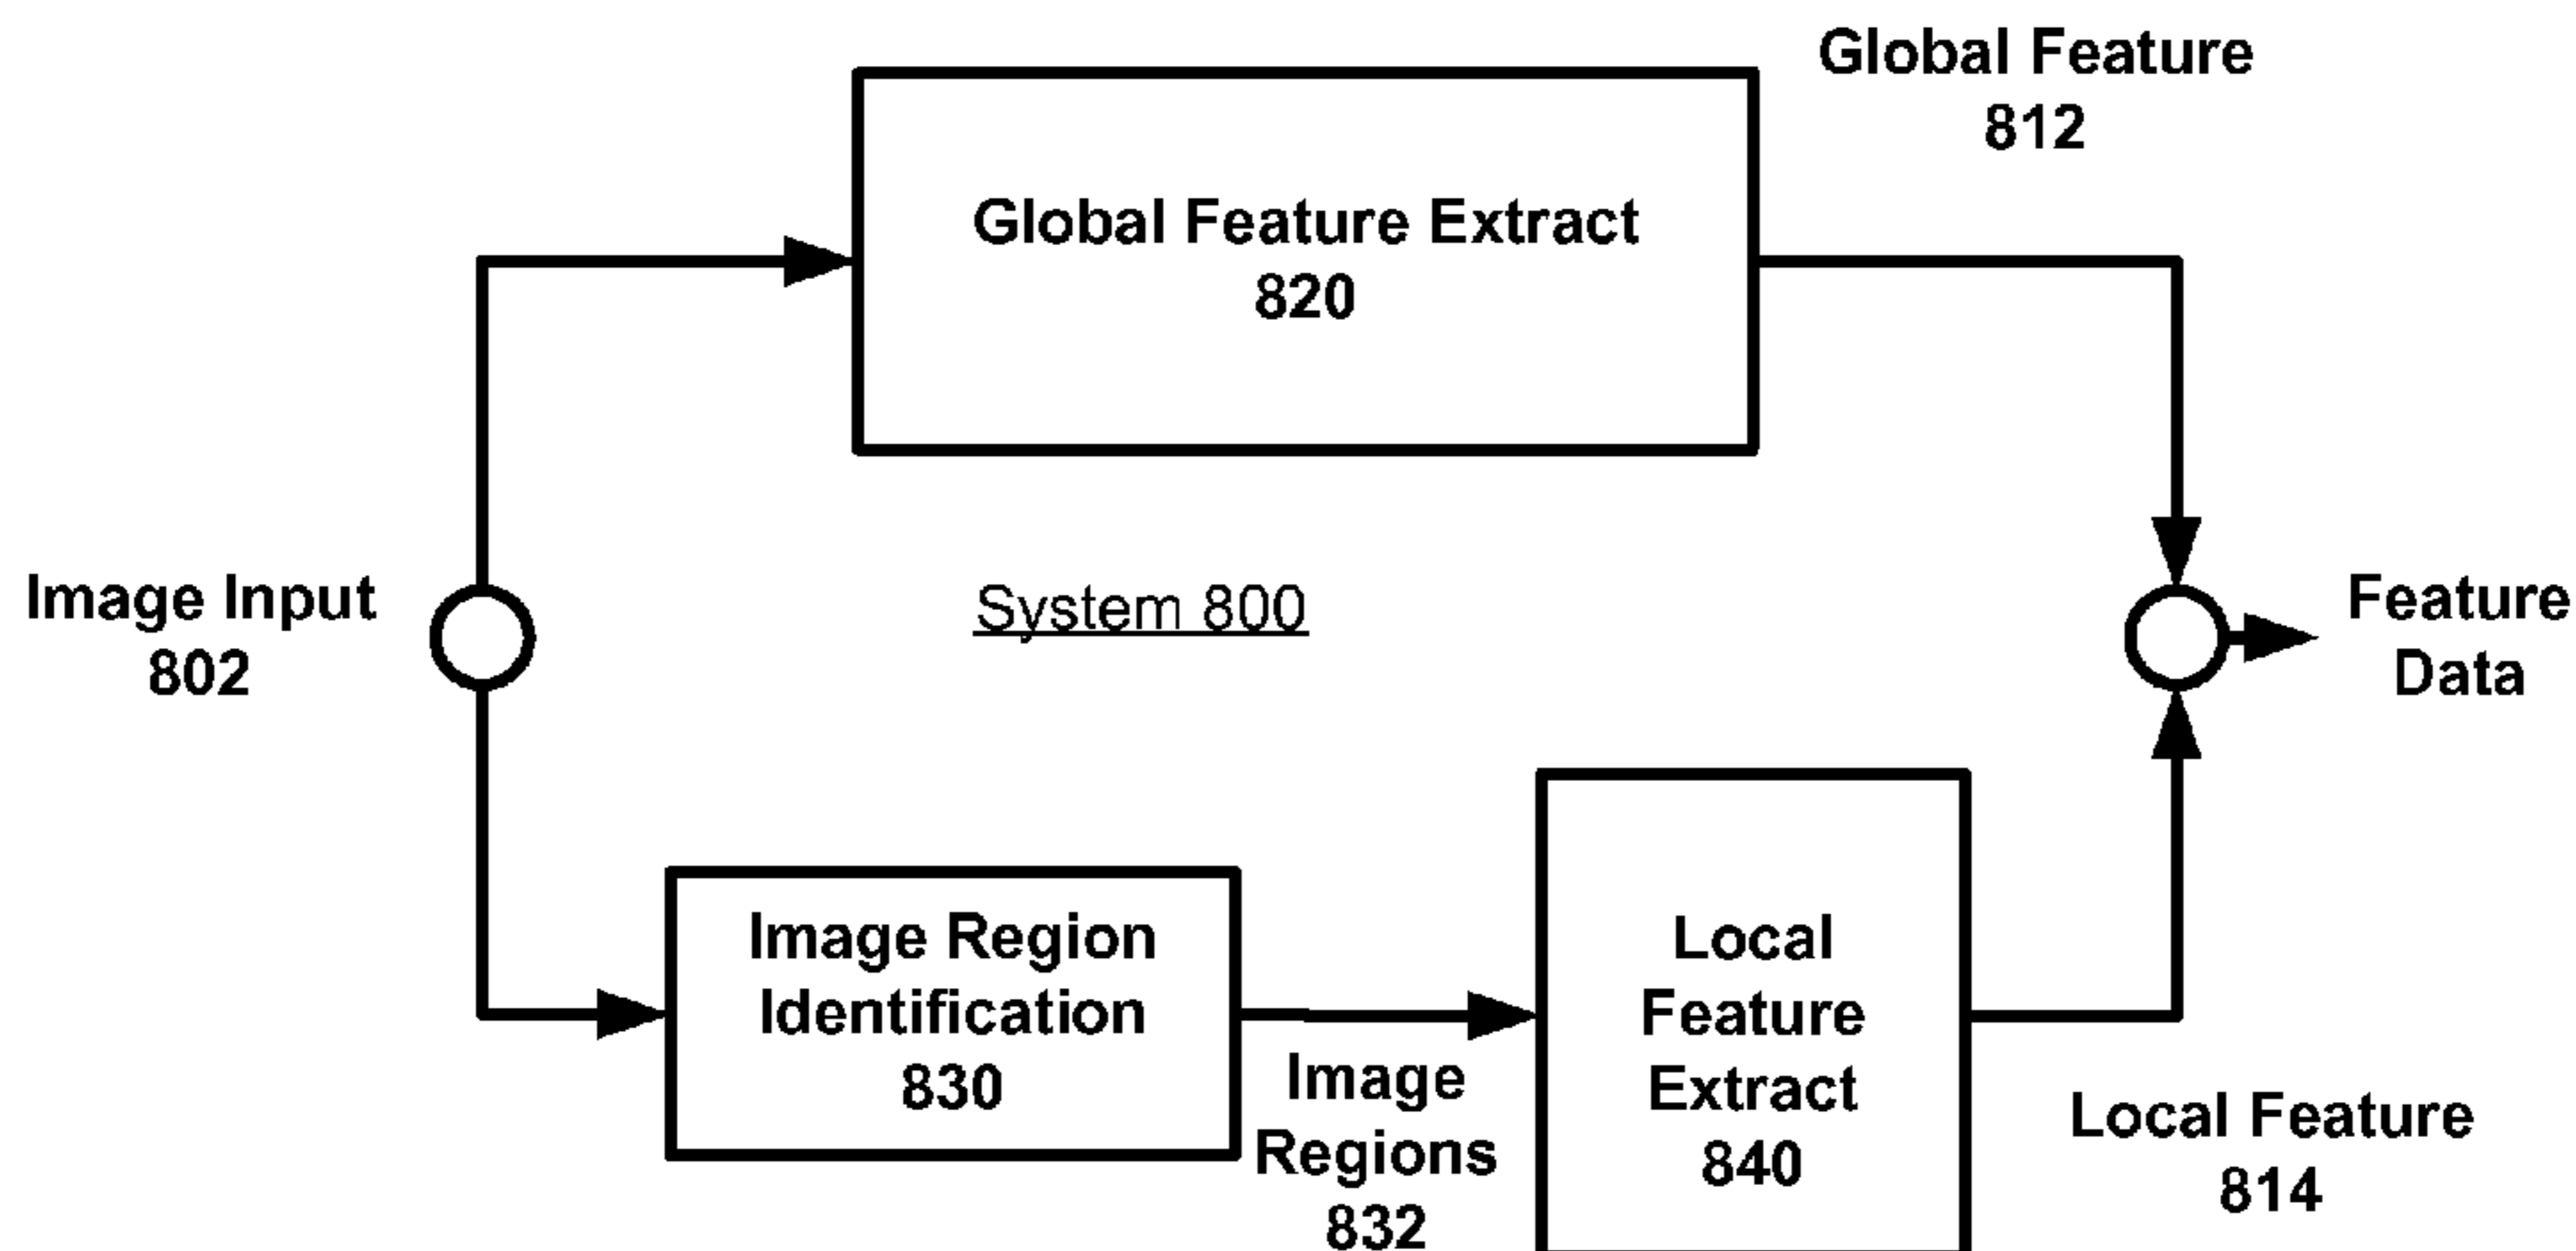 Global Feature
812
Global Feature Extract
820
Image Input
802
System 800
Feature
Data
Image Region
Identification
830
Image
Regions
832
Local
Feature
Extract
840
Local Feature
814